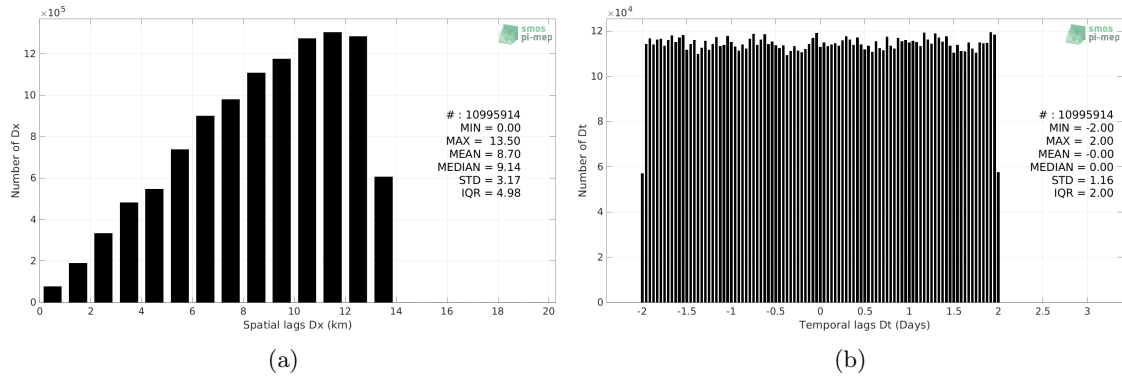 ×10⁵
12
10
8
6
4
2
0
Number of Dx
0 2 4 6 8 10 12 14 16 18 20
Spatial lags Dx (km)
smos
pi-mep
# : 10995914
MIN = 0.00
MAX = 13.50
MEAN = 8.70
MEDIAN = 9.14
STD = 3.17
IQR = 4.98
(a)
×10⁴
12
10
8
6
4
2
0
Number of Dt
-2 -1.5 -1 -0.5 0 0.5 1 1.5 2 2.5 3
Temporal lags Dt (Days)
smos
pi-mep
# : 10995914
MIN = -2.00
MAX = 2.00
MEAN = -0.00
MEDIAN = 0.00
STD = 1.16
IQR = 2.00
(b)